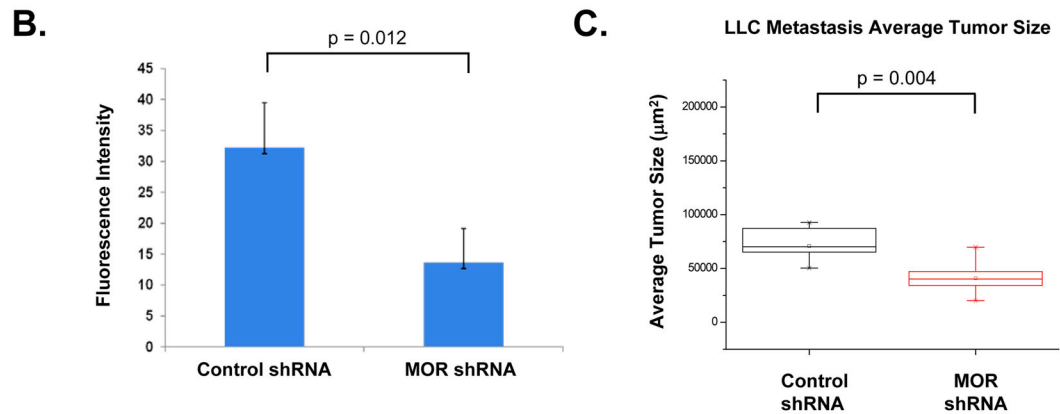 B.
p = 0.012
Fluorescence Intensity
45
40
35
30
25
20
15
10
5
0
Control shRNA
MOR shRNA
C.
LLC Metastasis Average Tumor Size
p = 0.004
Average Tumor Size (μm²)
200000
150000
100000
50000
0
Control
shRNA
MOR
shRNA